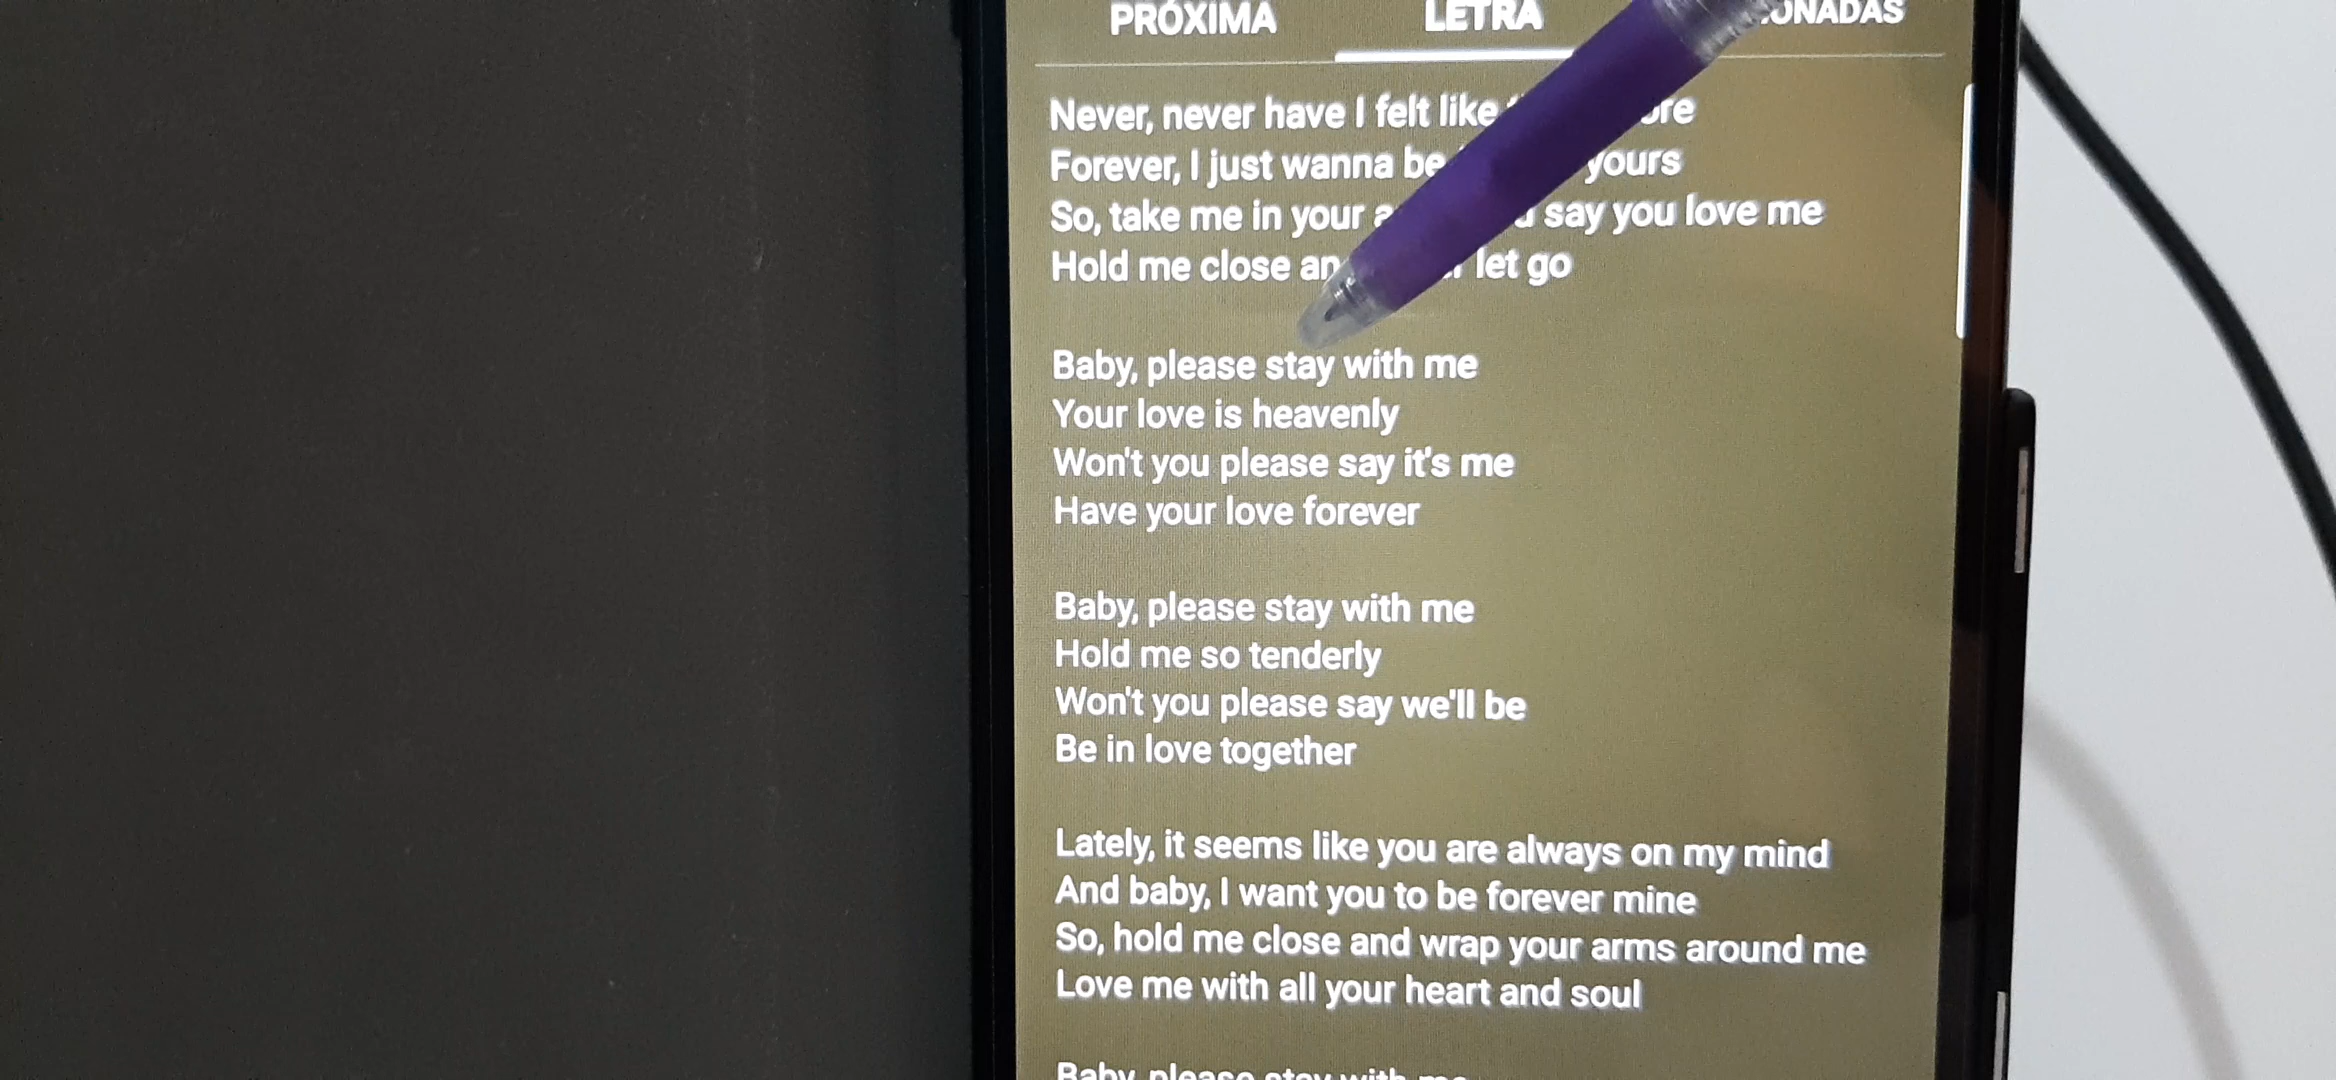 PRÓXIMA LETRA
Never, never have I felt like
Forever, I just wanna be yours
So, take me in your say you love me
Hold me close let go
Baby, please stay with me
Your love is heavenly
Won't you please say it's me
Have your love forever
Baby, please stay with me
Hold me so tenderly
Won't you please say we'll be
Be in love together
Lately, it seems like you are always on my mind
And baby, I want you to be forever mine
So, hold me close and wrap your arms around me
Love me with all your heart and soul
Baby, please stay with me